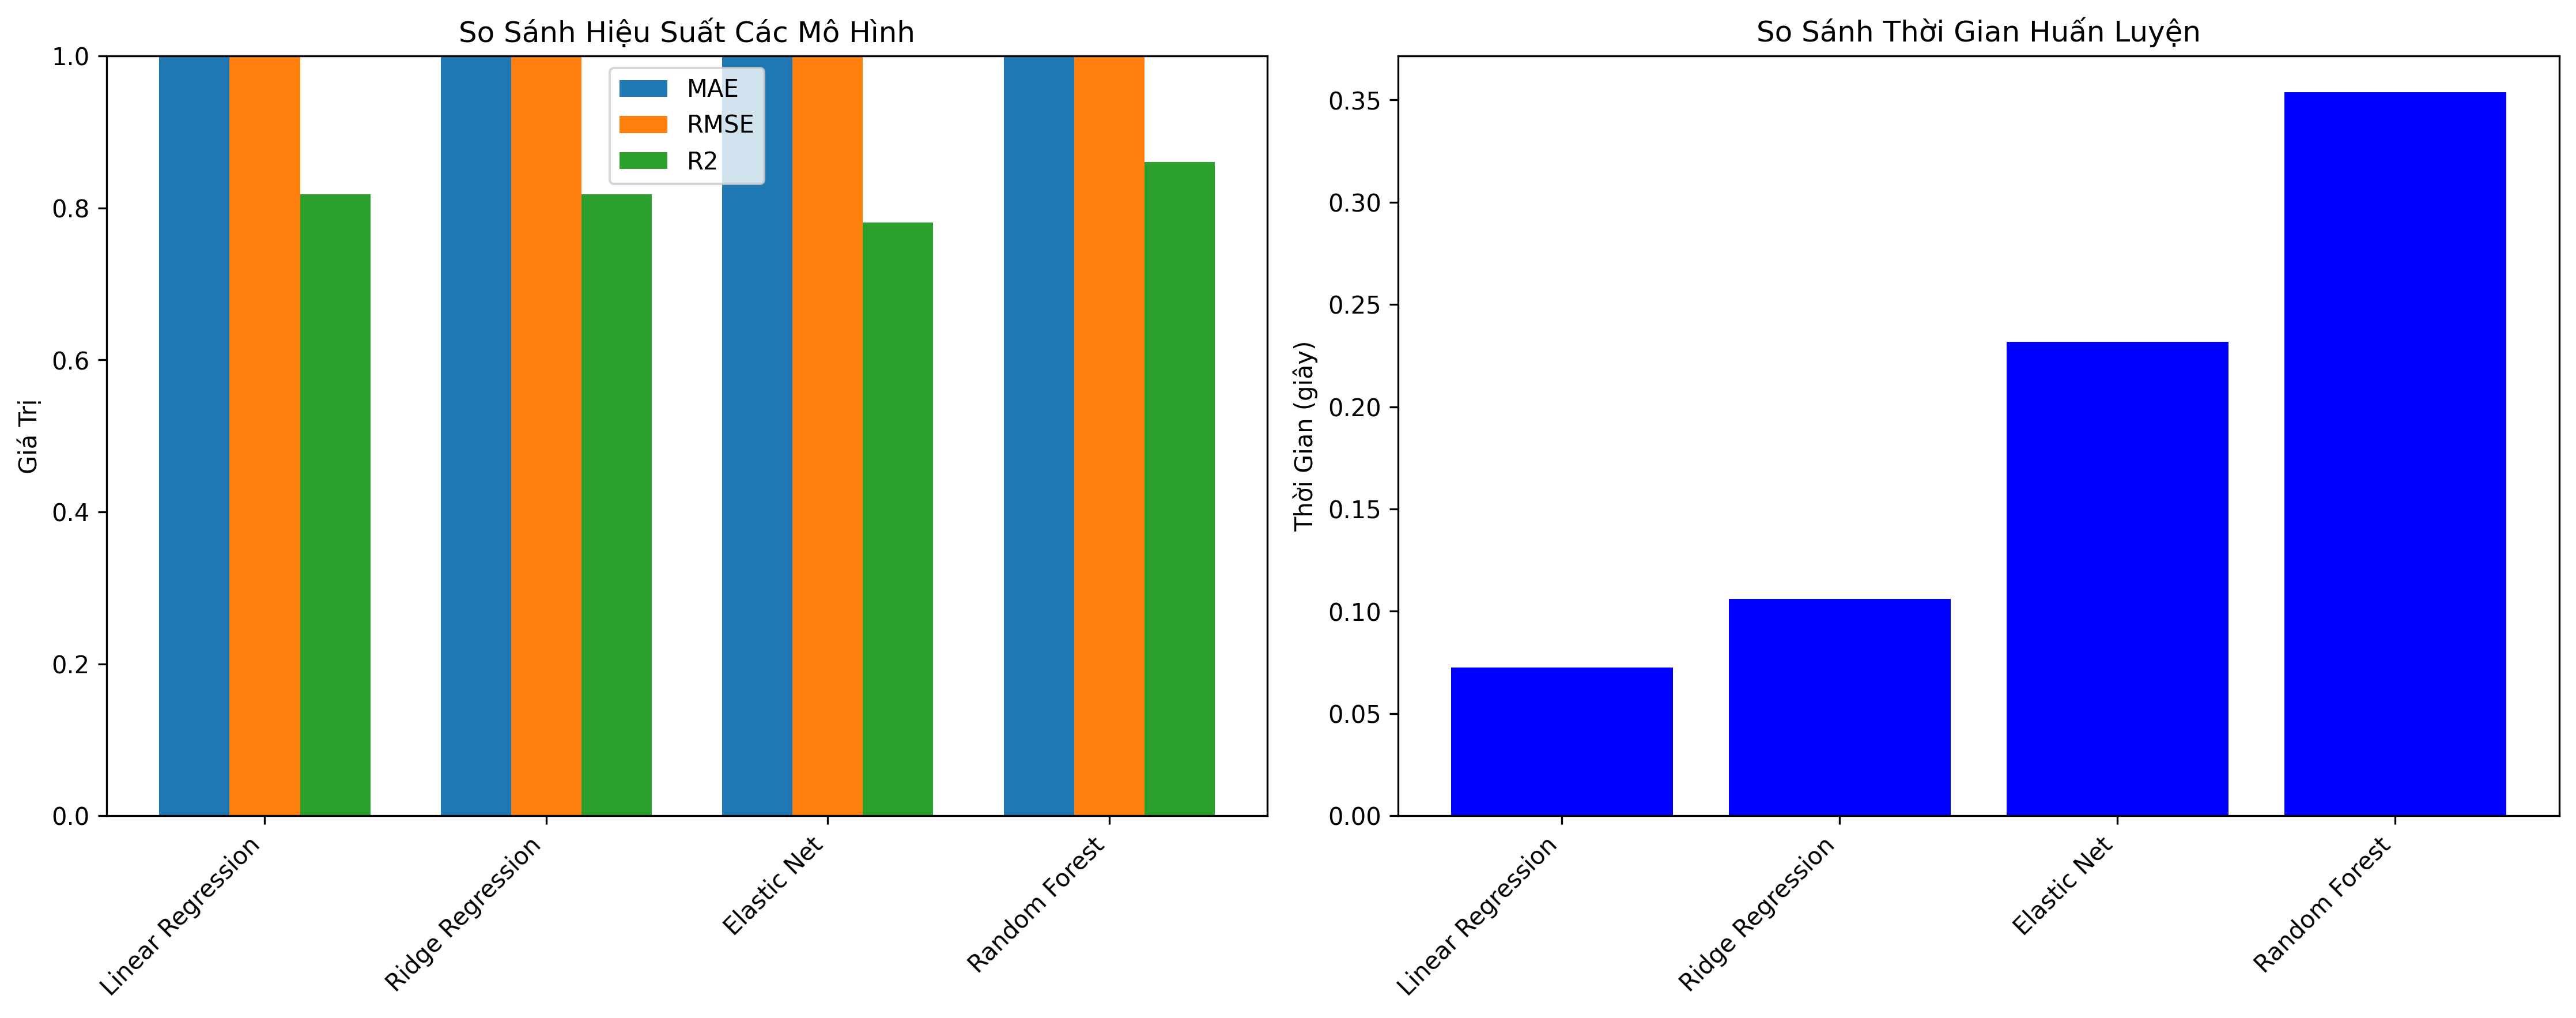 So Sánh Hiệu Suất Các Mô Hình
Giá Trị
1.0
0.8
0.6
0.4
0.2
0.0
MAE
RMSE
R2
Linear Regression
Ridge Regression
Elastic Net
Random Forest
So Sánh Thời Gian Huấn Luyện
Thời Gian (giây)
0.35
0.30
0.25
0.20
0.15
0.10
0.05
0.00
Linear Regression
Ridge Regression
Elastic Net
Random Forest